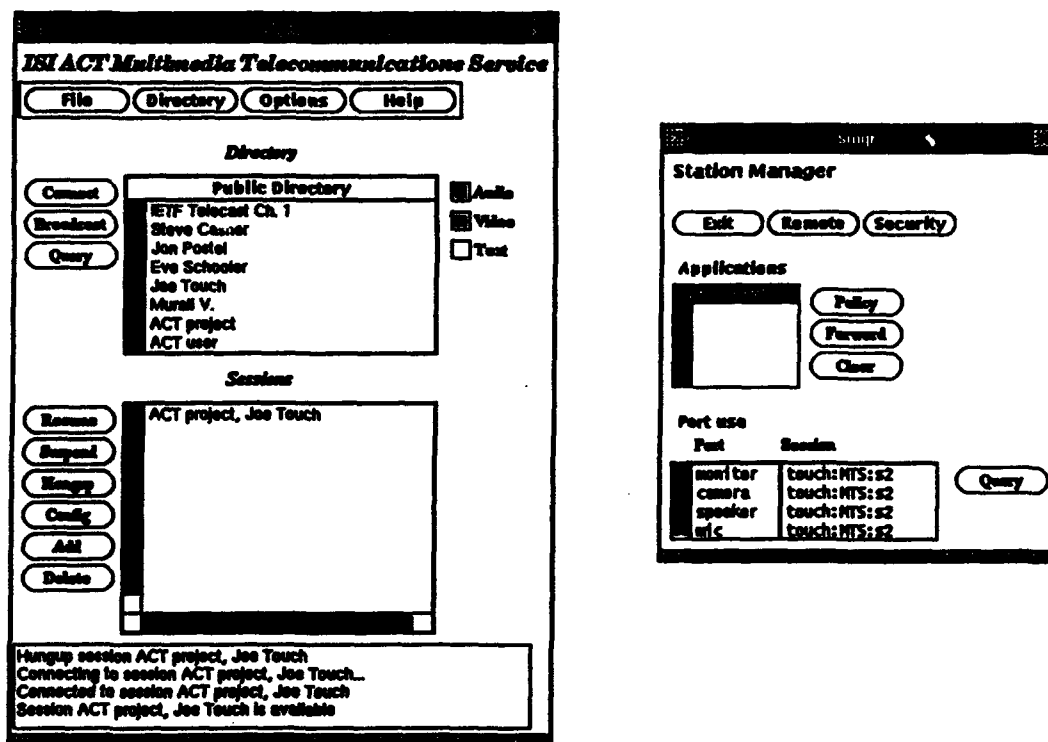 ISI ACT Multimedia Telecommunications Service
File Directory Options Help
Directory
Connect
Broadcast
Query
Public Directory
IETF Telecast Ch. 1
Steve Casner
Jon Postel
Eve Schooler
Joe Touch
Murali V.
ACT project
ACT user
Audio
Video
Text
Sessions
Resume
Suspend
Hangup
Config
Add
Delete
ACT project, Joe Touch
Hungup session ACT project, Joe Touch
Connecting to session ACT project, Joe Touch...
Connected to session ACT project, Joe Touch
Session ACT project, Joe Touch is available
smgr
Station Manager
Exit Remote Security
Applications
Policy
Forward
Clear
Port use
Port Session
monitor touch:MTS:s2
camera touch:MTS:s2
speaker touch:MTS:s2
mic touch:MTS:s2
Query